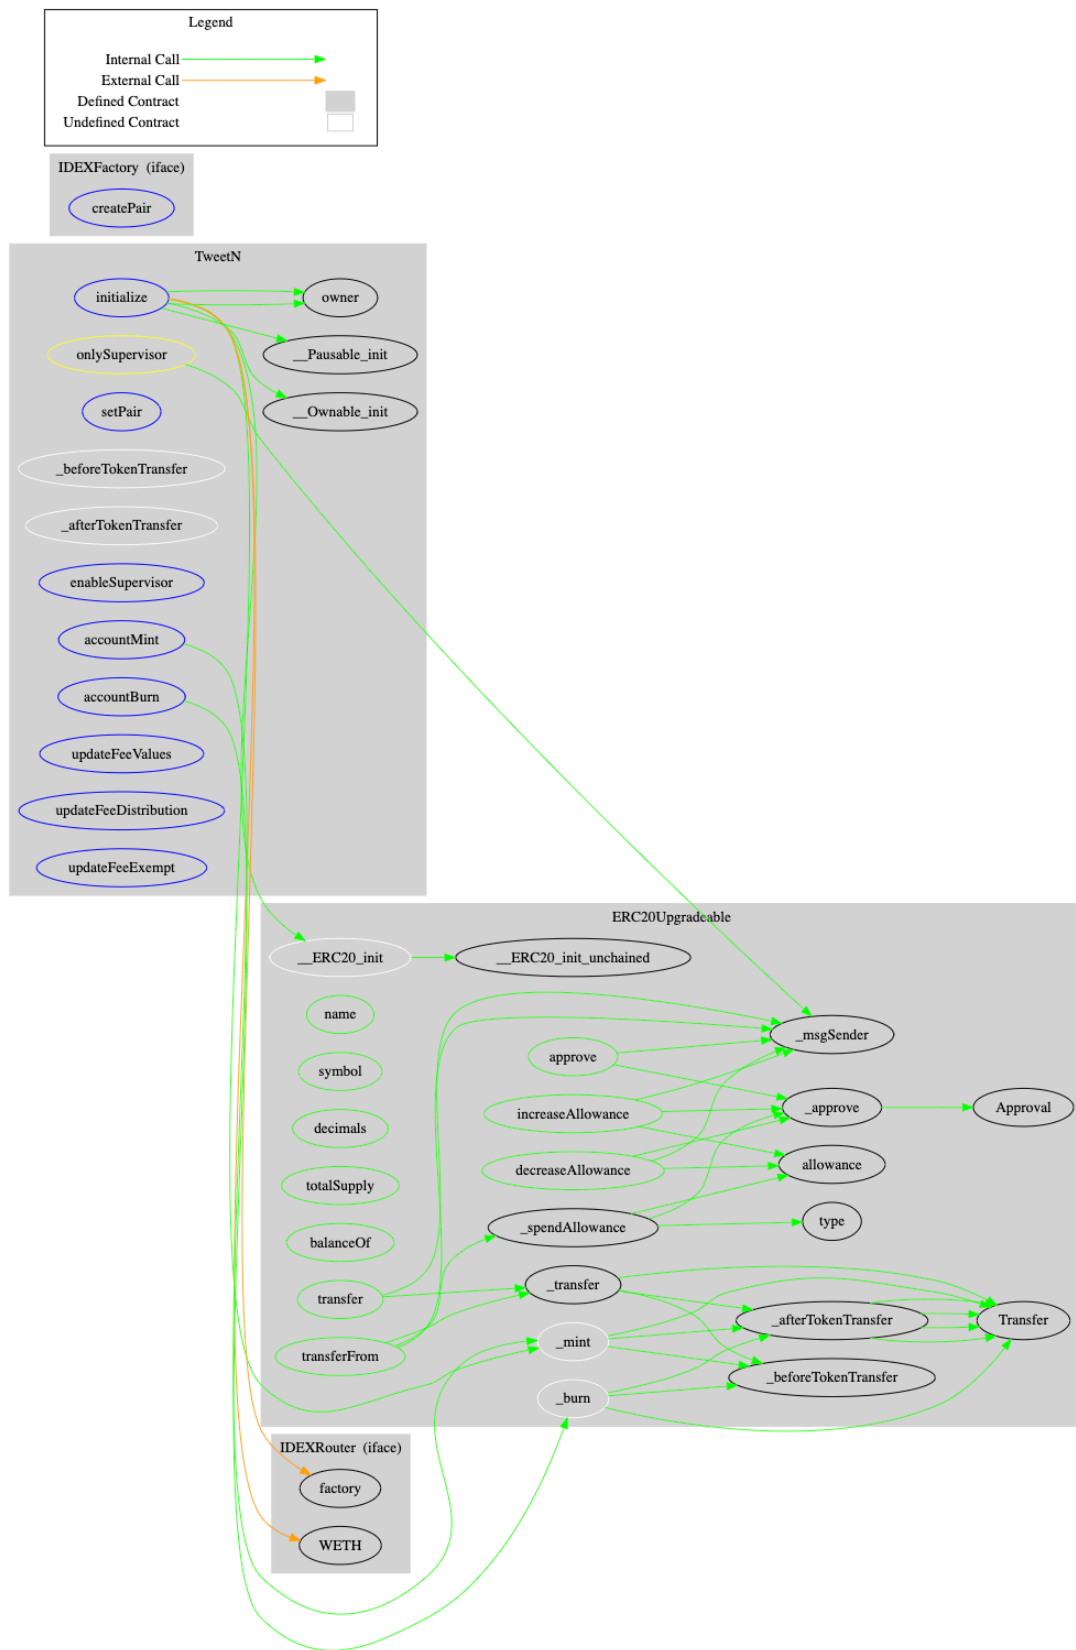 Legend
Internal Call
External Call
Defined Contract
Undefined Contract
IDEXFactory (iface)
createPair
TweetN
initialize
owner
onlySupervisor
__Pausable_init
setPair
__Ownable_init
_beforeTokenTransfer
_afterTokenTransfer
enableSupervisor
accountMint
accountBurn
updateFeeValues
updateFeeDistribution
updateFeeExempt
ERC20Upgradeable
__ERC20_init
__ERC20_init_unchained
name
_msgSender
approve
symbol
increaseAllowance
_approve
Approval
decimals
decreaseAllowance
allowance
totalSupply
_spendAllowance
type
balanceOf
_transfer
transfer
_afterTokenTransfer
Transfer
_mint
transferFrom
_beforeTokenTransfer
_burn
IDEXRouter (iface)
factory
WETH